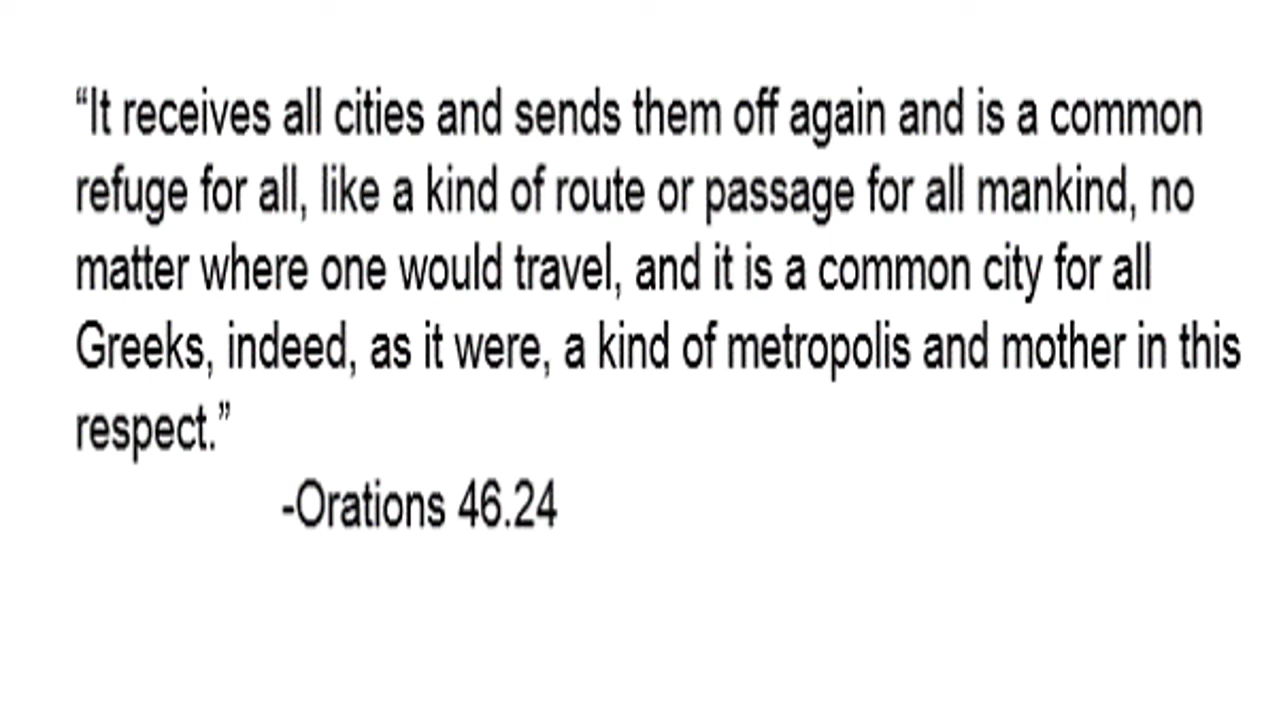 “It receives all cities and sends them off again and is a common
refuge for all, like a kind of route or passage for all mankind, no
matter where one would travel, and it is a common city for all
Greeks, indeed, as it were, a kind of metropolis and mother in this
respect.”
-Orations 46.24